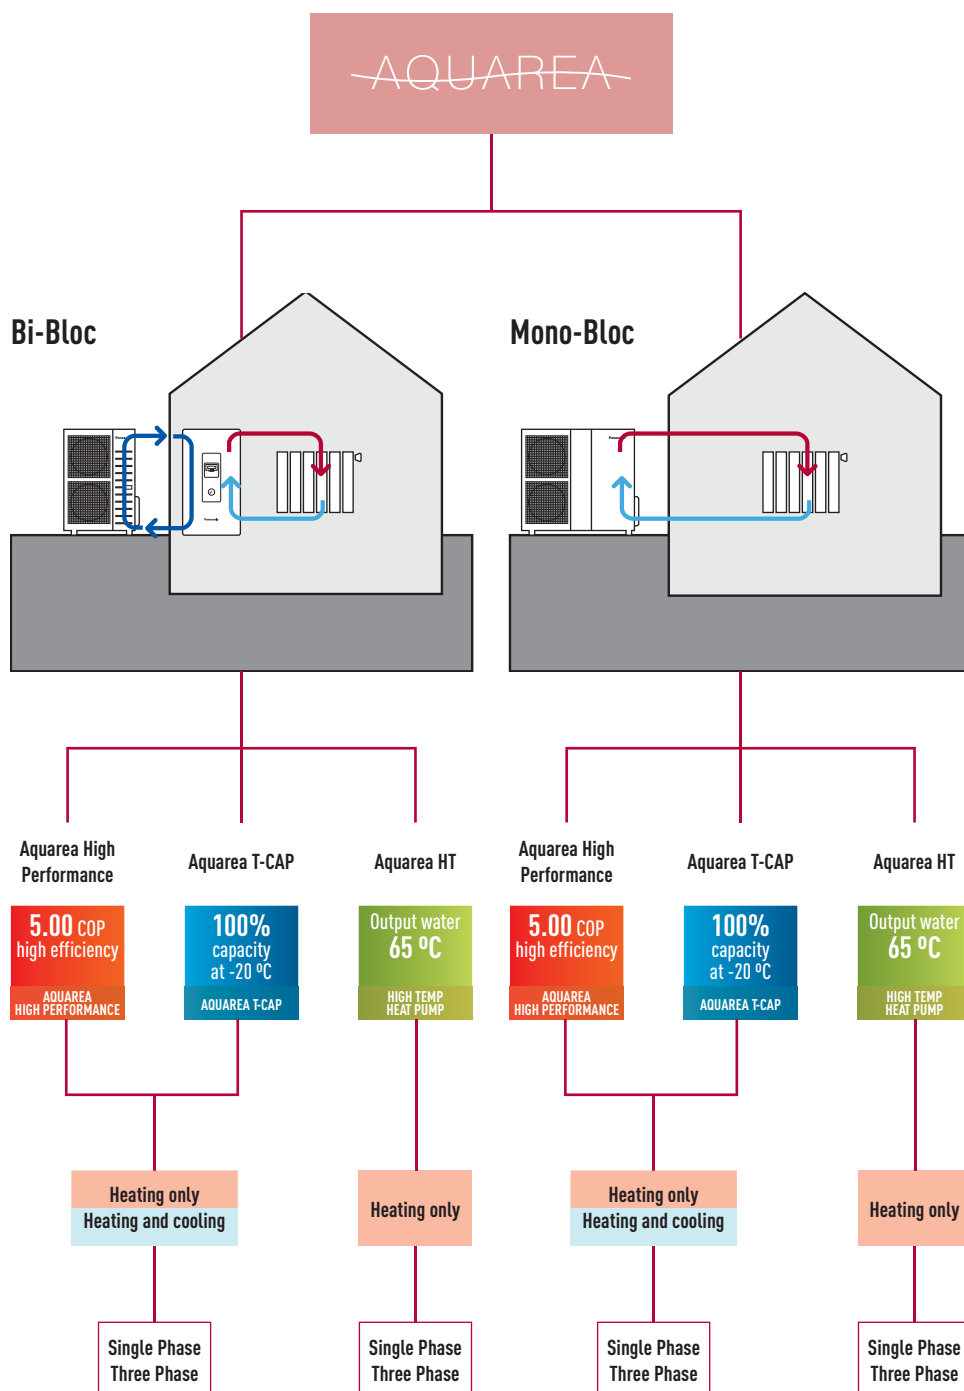 AQUAREA
Bi-Bloc
Mono-Bloc
Panasonic
Aquarea High
Performance
Aquarea T-CAP
Aquarea HT
Aquarea High
Performance
Aquarea T-CAP
Aquarea HT
5.00 COP
high efficiency
AQUAREA
HIGH PERFORMANCE
100%
capacity
at -20 ºC
AQUAREA T-CAP
Output water
65 ºC
HIGH TEMP
HEAT PUMP
5.00 COP
high efficiency
AQUAREA
HIGH PERFORMANCE
100%
capacity
at -20 ºC
AQUAREA T-CAP
Output water
65 ºC
HIGH TEMP
HEAT PUMP
Heating only
Heating and cooling
Heating only
Heating only
Heating and cooling
Heating only
Single Phase
Three Phase
Single Phase
Three Phase
Single Phase
Three Phase
Single Phase
Three Phase